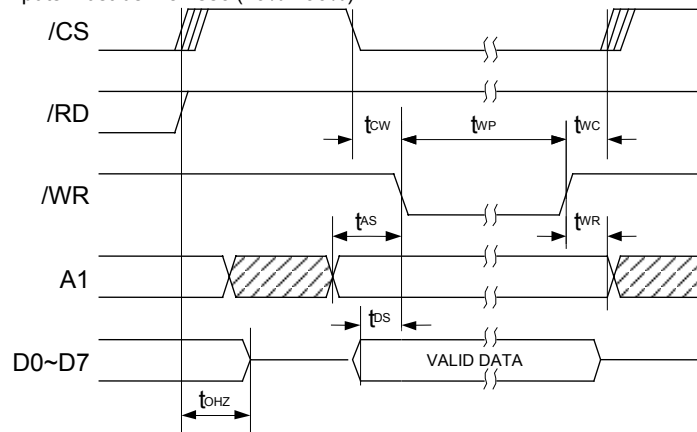 /CS
/RD
tCW
tWP
tWC
/WR
tAS
tWR
A1
tDS
D0~D7
VALID DATA
tOHZ